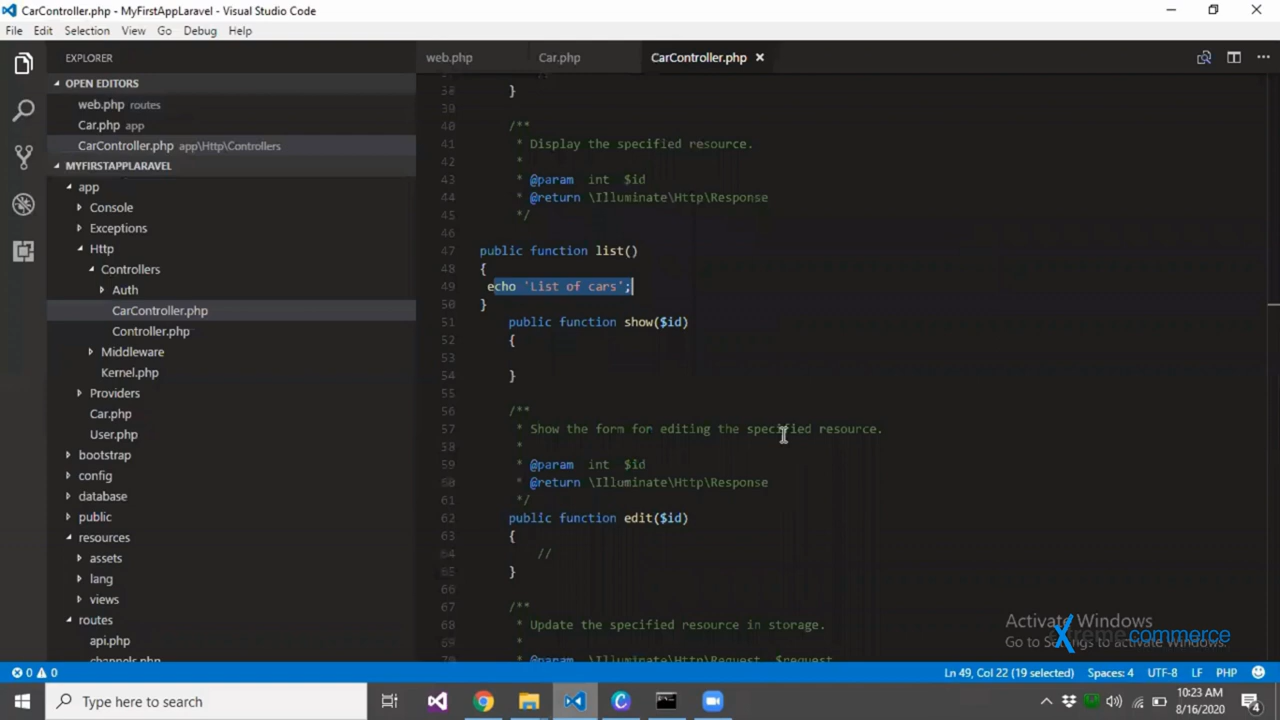 CarController.php - MyFirstAppLaravel - Visual Studio Code
File Edit Selection View Go Debug Help
EXPLORER
OPEN EDITORS
web.php routes
Car.php app
CarController.php app\Http\Controllers
MYFIRSTAPPLARAVEL
app
Console
Exceptions
Http
Controllers
Auth
CarController.php
Controller.php
Middleware
Kernel.php
Providers
Car.php
User.php
bootstrap
config
database
public
resources
assets
lang
views
routes
api.php
channels.php
web.php Car.php CarController.php
38 }
39
40 /**
41 * Display the specified resource.
42 *
43 * @param int $id
44 * @return \Illuminate\Http\Response
45 */
46
47 public function list()
48 {
49 echo 'List of cars';
50 }
51 public function show($id)
52 {
53
54 }
55
56 /**
57 * Show the form for editing the specified resource.
58 *
59 * @param int $id
60 * @return \Illuminate\Http\Response
61 */
62 public function edit($id)
63 {
64 //
65 }
66
67 /**
68 * Update the specified resource in storage.
69 *
70 * @param \Illuminate\Http\Request $request
Activate Windows
Go to Settings to activate Windows.
Xtreme commerce
0 0
Ln 49, Col 22 (19 selected) Spaces: 4 UTF-8 LF PHP
Type here to search
10:23 AM
8/16/2020
4